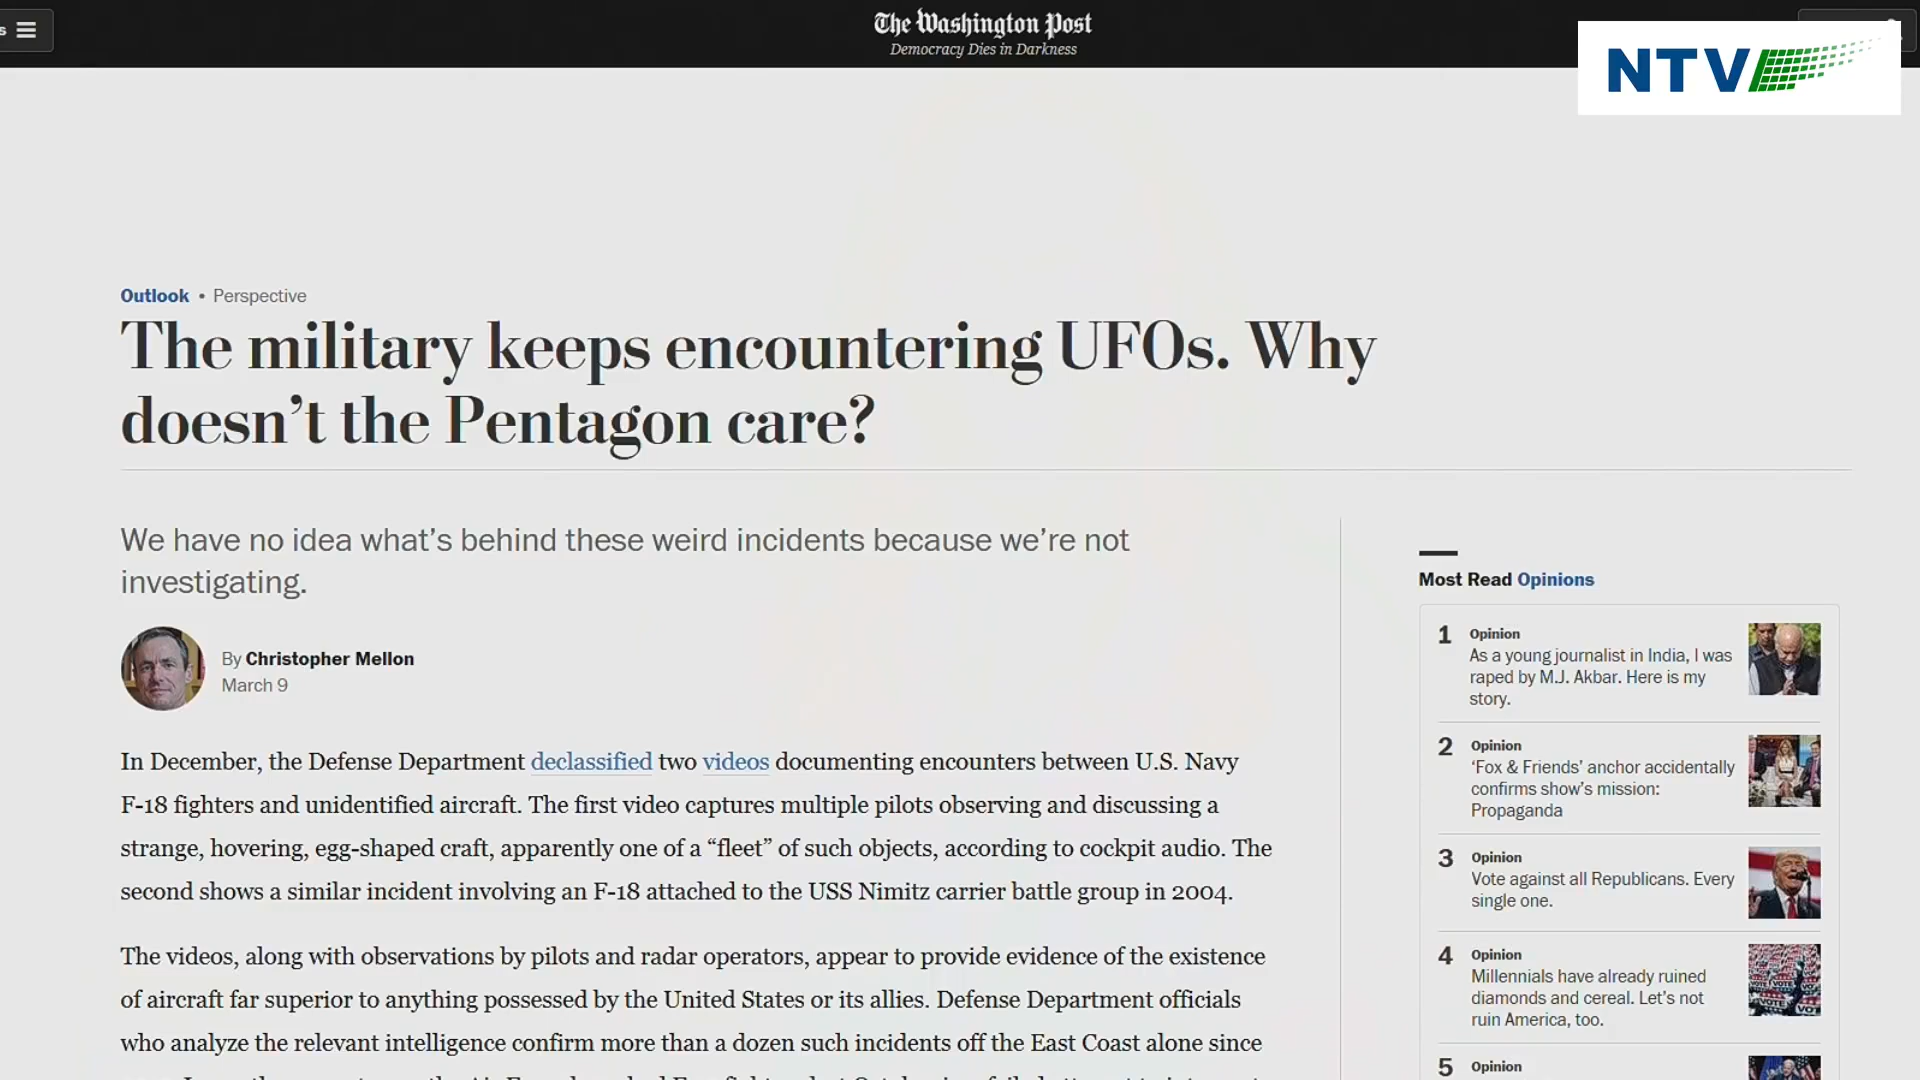 s
The Washington Post
Democracy Dies in Darkness
NTV
Outlook • Perspective
The military keeps encountering UFOs. Why
doesn’t the Pentagon care?
We have no idea what’s behind these weird incidents because we’re not
investigating.
By Christopher Mellon
March 9
In December, the Defense Department declassified two videos documenting encounters between U.S. Navy
F-18 fighters and unidentified aircraft. The first video captures multiple pilots observing and discussing a
strange, hovering, egg-shaped craft, apparently one of a “fleet” of such objects, according to cockpit audio. The
second shows a similar incident involving an F-18 attached to the USS Nimitz carrier battle group in 2004.
The videos, along with observations by pilots and radar operators, appear to provide evidence of the existence
of aircraft far superior to anything possessed by the United States or its allies. Defense Department officials
who analyze the relevant intelligence confirm more than a dozen such incidents off the East Coast alone since
Most Read Opinions
1 Opinion
As a young journalist in India, I was
raped by M.J. Akbar. Here is my
story.
2 Opinion
‘Fox & Friends’ anchor accidentally
confirms show’s mission:
Propaganda
3 Opinion
Vote against all Republicans. Every
single one.
4 Opinion
Millennials have already ruined
diamonds and cereal. Let’s not
ruin America, too.
5 Opinion